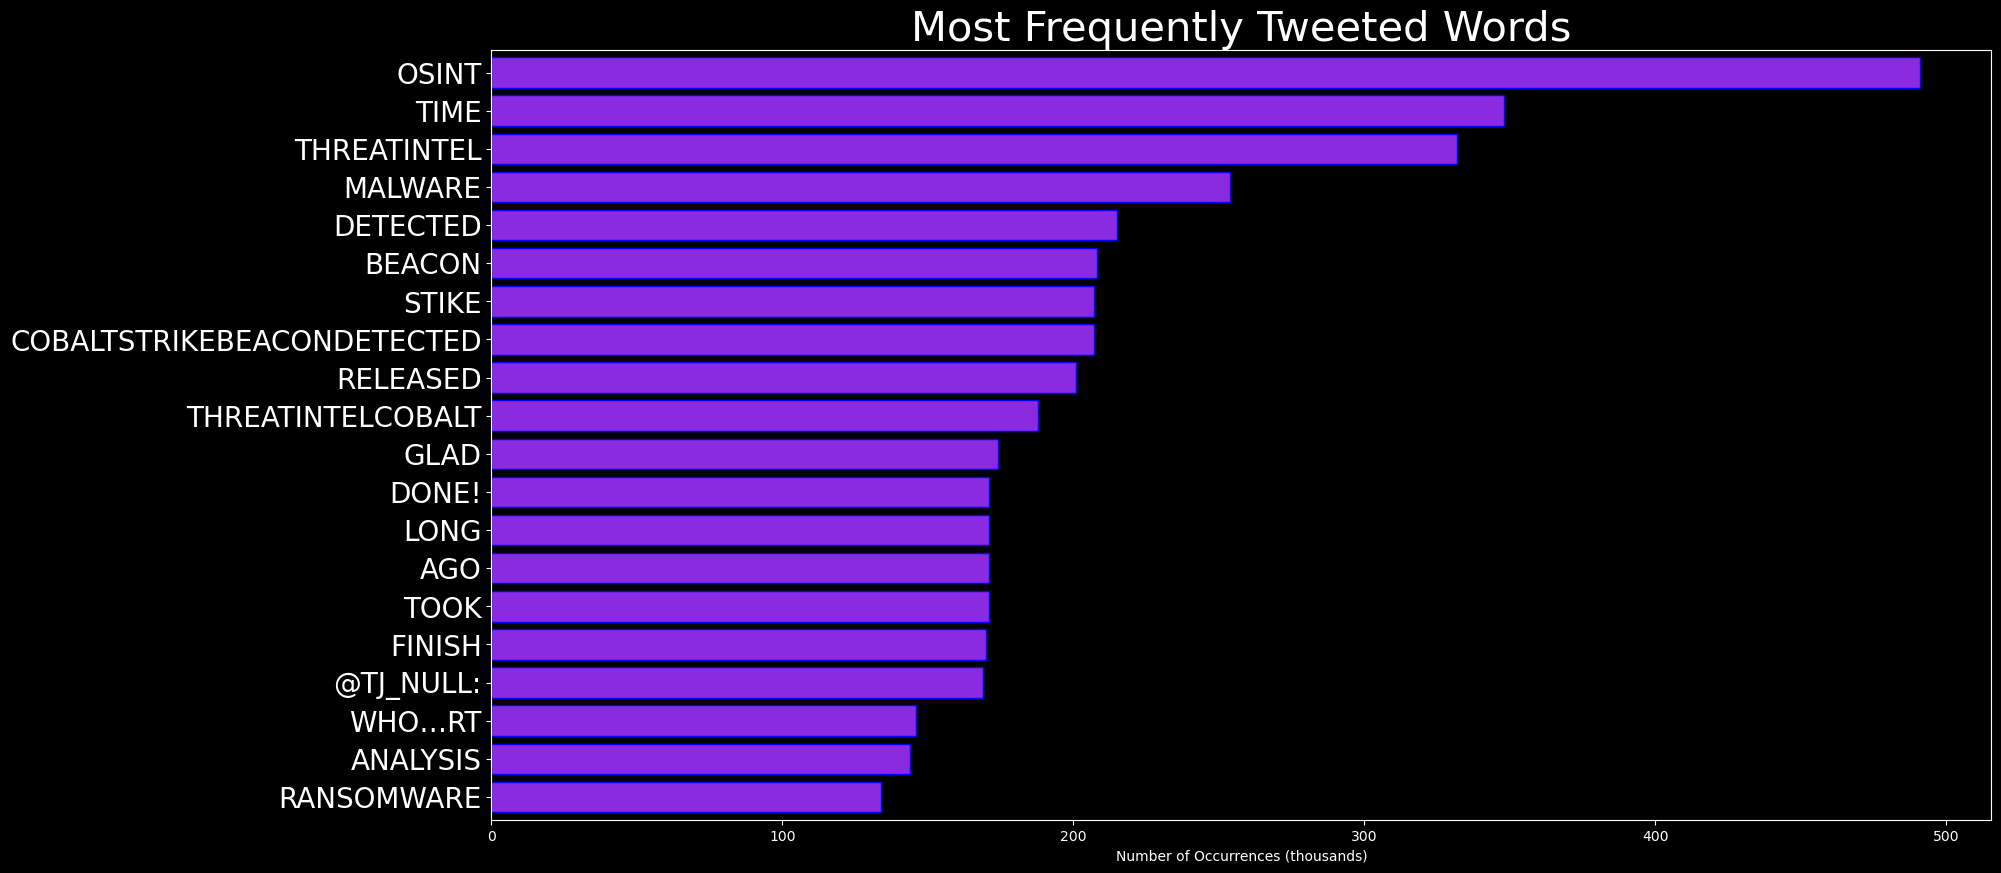 Most Frequently Tweeted Words
OSINT
TIME
THREATINTEL
MALWARE
DETECTED
BEACON
STIKE
COBALTSTRIKEBEACONDETECTED
RELEASED
THREATINTELCOBALT
GLAD
DONE!
LONG
AGO
TOOK
FINISH
@TJ_NULL:
WHO…RT
ANALYSIS
RANSOMWARE
0 100 200 300 400 500
Number of Occurrences (thousands)